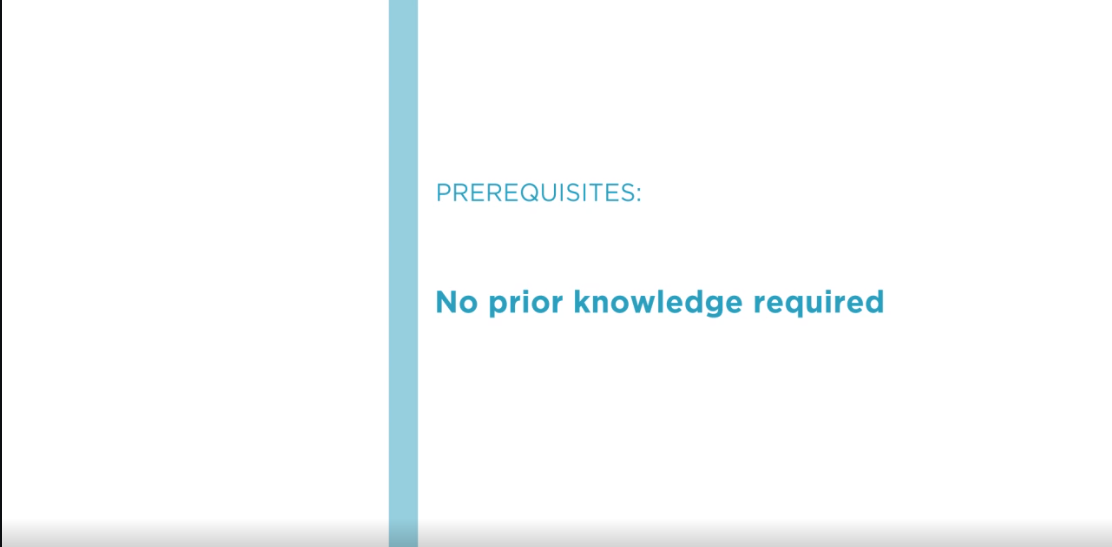 PREREQUISITES:
No prior knowledge required